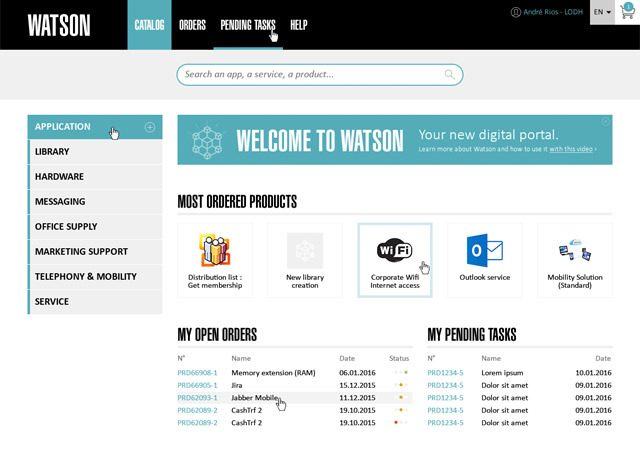 WATSON
CATALOG
ORDERS
PENDING TASKS
HELP
André Rios - LODH
EN
1
Search an app, a service, a product...
APPLICATION
LIBRARY
HARDWARE
MESSAGING
OFFICE SUPPLY
MARKETING SUPPORT
TELEPHONY & MOBILITY
SERVICE
WELCOME TO WATSON
Your new digital portal.
Learn more about Watson and how to use it with this video ›
MOST ORDERED PRODUCTS
Distribution list :
Get membership
New library
creation
Wi Fi
Corporate Wifi
Internet access
O
Outlook service
Mobility Solution
(Standard)
MY OPEN ORDERS
N° Name Date Status
PRD66908-1 Memory extension (RAM) 06.01.2016
PRD66905-1 Jira 15.12.2015
PRD62093-1 Jabber Mobile 11.12.2015
PRD62089-2 CashTrf 2 19.10.2015
PRD62089-2 CashTrf 2 19.10.2015
MY PENDING TASKS
N° Name Date
PRD1234-5 Lorem ipsum 10.01.2016
PRD1234-5 Dolor sit amet 09.01.2016
PRD1234-5 Dolor sit amet 09.01.2016
PRD1234-5 Dolor sit amet 09.01.2016
PRD1234-5 Dolor sit amet 09.01.2016